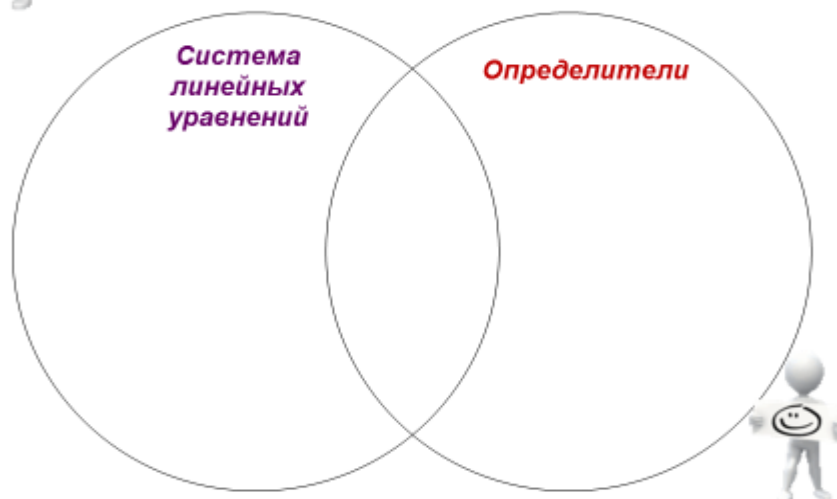 Система
линейных
уравнений
Определители